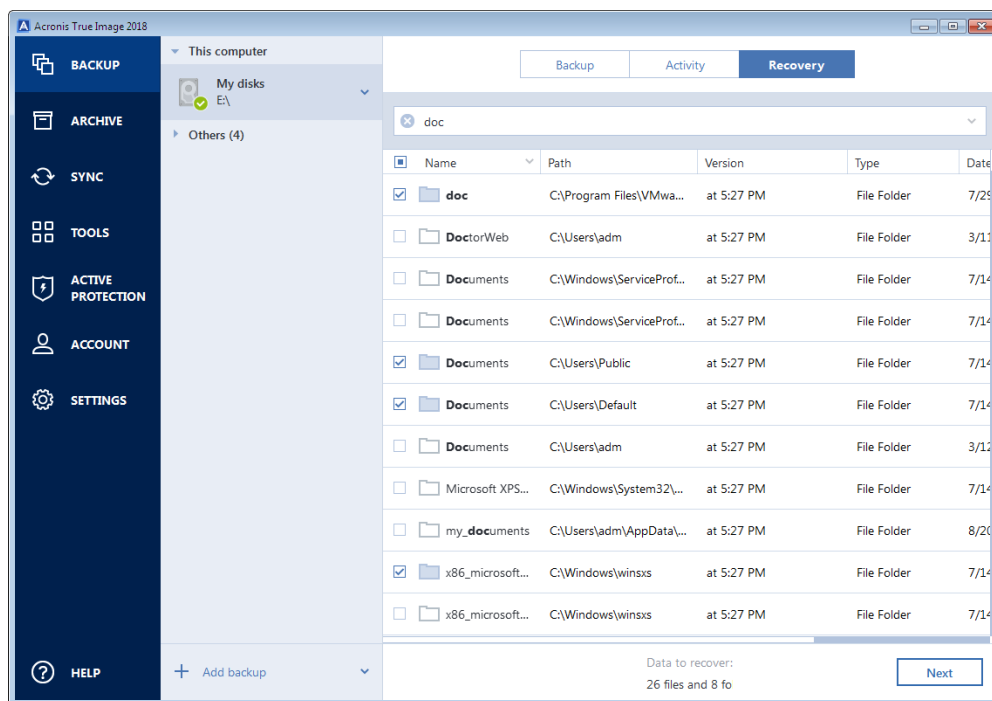 Acronis True Image 2018
BACKUP
ARCHIVE
SYNC
TOOLS
ACTIVE
PROTECTION
ACCOUNT
SETTINGS
HELP
This computer
My disks
E:\
Others (4)
Add backup
Backup Activity Recovery
doc
Name Path Version Type Date
doc C:\Program Files\VMwa... at 5:27 PM File Folder 7/29
DoctorWeb C:\Users\adm at 5:27 PM File Folder 3/11
Documents C:\Windows\ServiceProf... at 5:27 PM File Folder 7/14
Documents C:\Windows\ServiceProf... at 5:27 PM File Folder 7/14
Documents C:\Users\Public at 5:27 PM File Folder 7/14
Documents C:\Users\Default at 5:27 PM File Folder 7/14
Documents C:\Users\adm at 5:27 PM File Folder 3/12
Microsoft XPS... C:\Windows\System32\... at 5:27 PM File Folder 7/14
my_documents C:\Users\adm\AppData\... at 5:27 PM File Folder 8/20
x86_microsoft... C:\Windows\winsxs at 5:27 PM File Folder 7/14
x86_microsoft... C:\Windows\winsxs at 5:27 PM File Folder 7/14
Data to recover:
26 files and 8 fo
Next